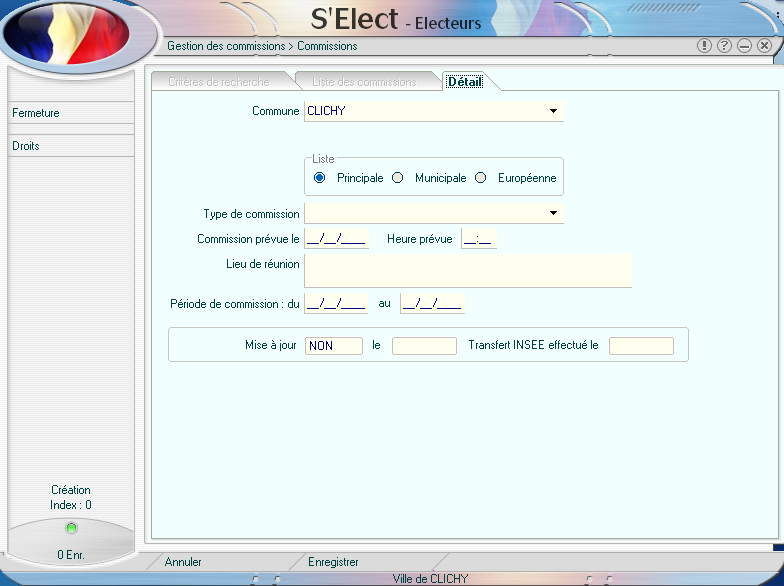 S'Elect - Electeurs
Gestion des commissions > Commissions
Critères de recherche Liste des commissions Détail
Fermeture
Droits
Commune CLICHY
Liste
Principale Municipale Européenne
Type de commission
Commission prévue le __/__/____ Heure prévue __:__
Lieu de réunion
Période de commission : du __/__/____ au __/__/____
Mise à jour NON le Transfert INSEE effectué le
Création
Index : 0
0 Enr.
Annuler Enregistrer
Ville de CLICHY